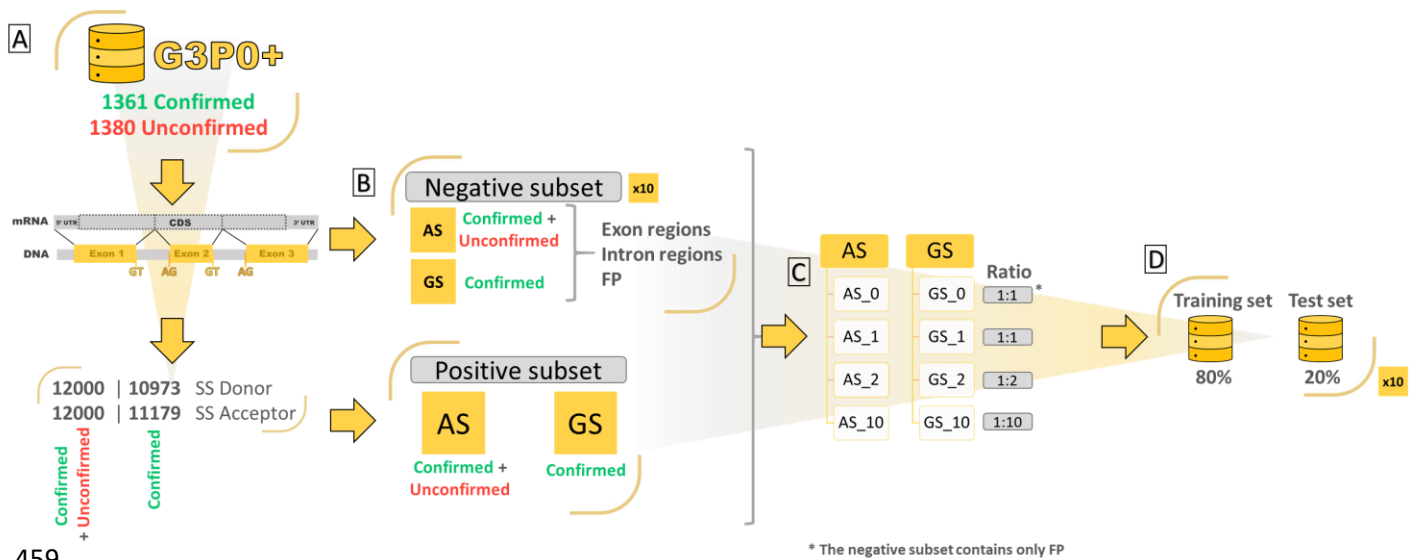 A
G3PO+
1361 Confirmed
1380 Unconfirmed
mRNA
5' UTR
CDS
3' UTR
DNA
Exon 1
Exon 2
Exon 3
GT
AG
GT
AG
12000 | 10973 SS Donor
12000 | 11179 SS Acceptor
Confirmed
+ Unconfirmed
Confirmed
B
Negative subset
x10
AS
Confirmed +
Unconfirmed
GS
Confirmed
Exon regions
Intron regions
FP
Positive subset
AS
GS
Confirmed +
Unconfirmed
Confirmed
C
AS
GS
Ratio
AS_0
GS_0
1:1
*
AS_1
GS_1
1:1
AS_2
GS_2
1:2
AS_10
GS_10
1:10
D
Training set
Test set
80%
20%
x10
* The negative subset contains only FP
459